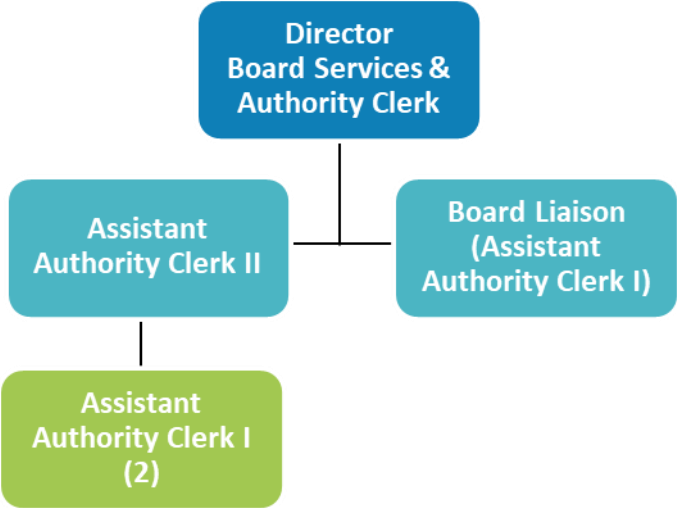 Director
Board Services &
Authority Clerk
Assistant
Authority Clerk II
Board Liaison
(Assistant
Authority Clerk I)
Assistant
Authority Clerk I
(2)